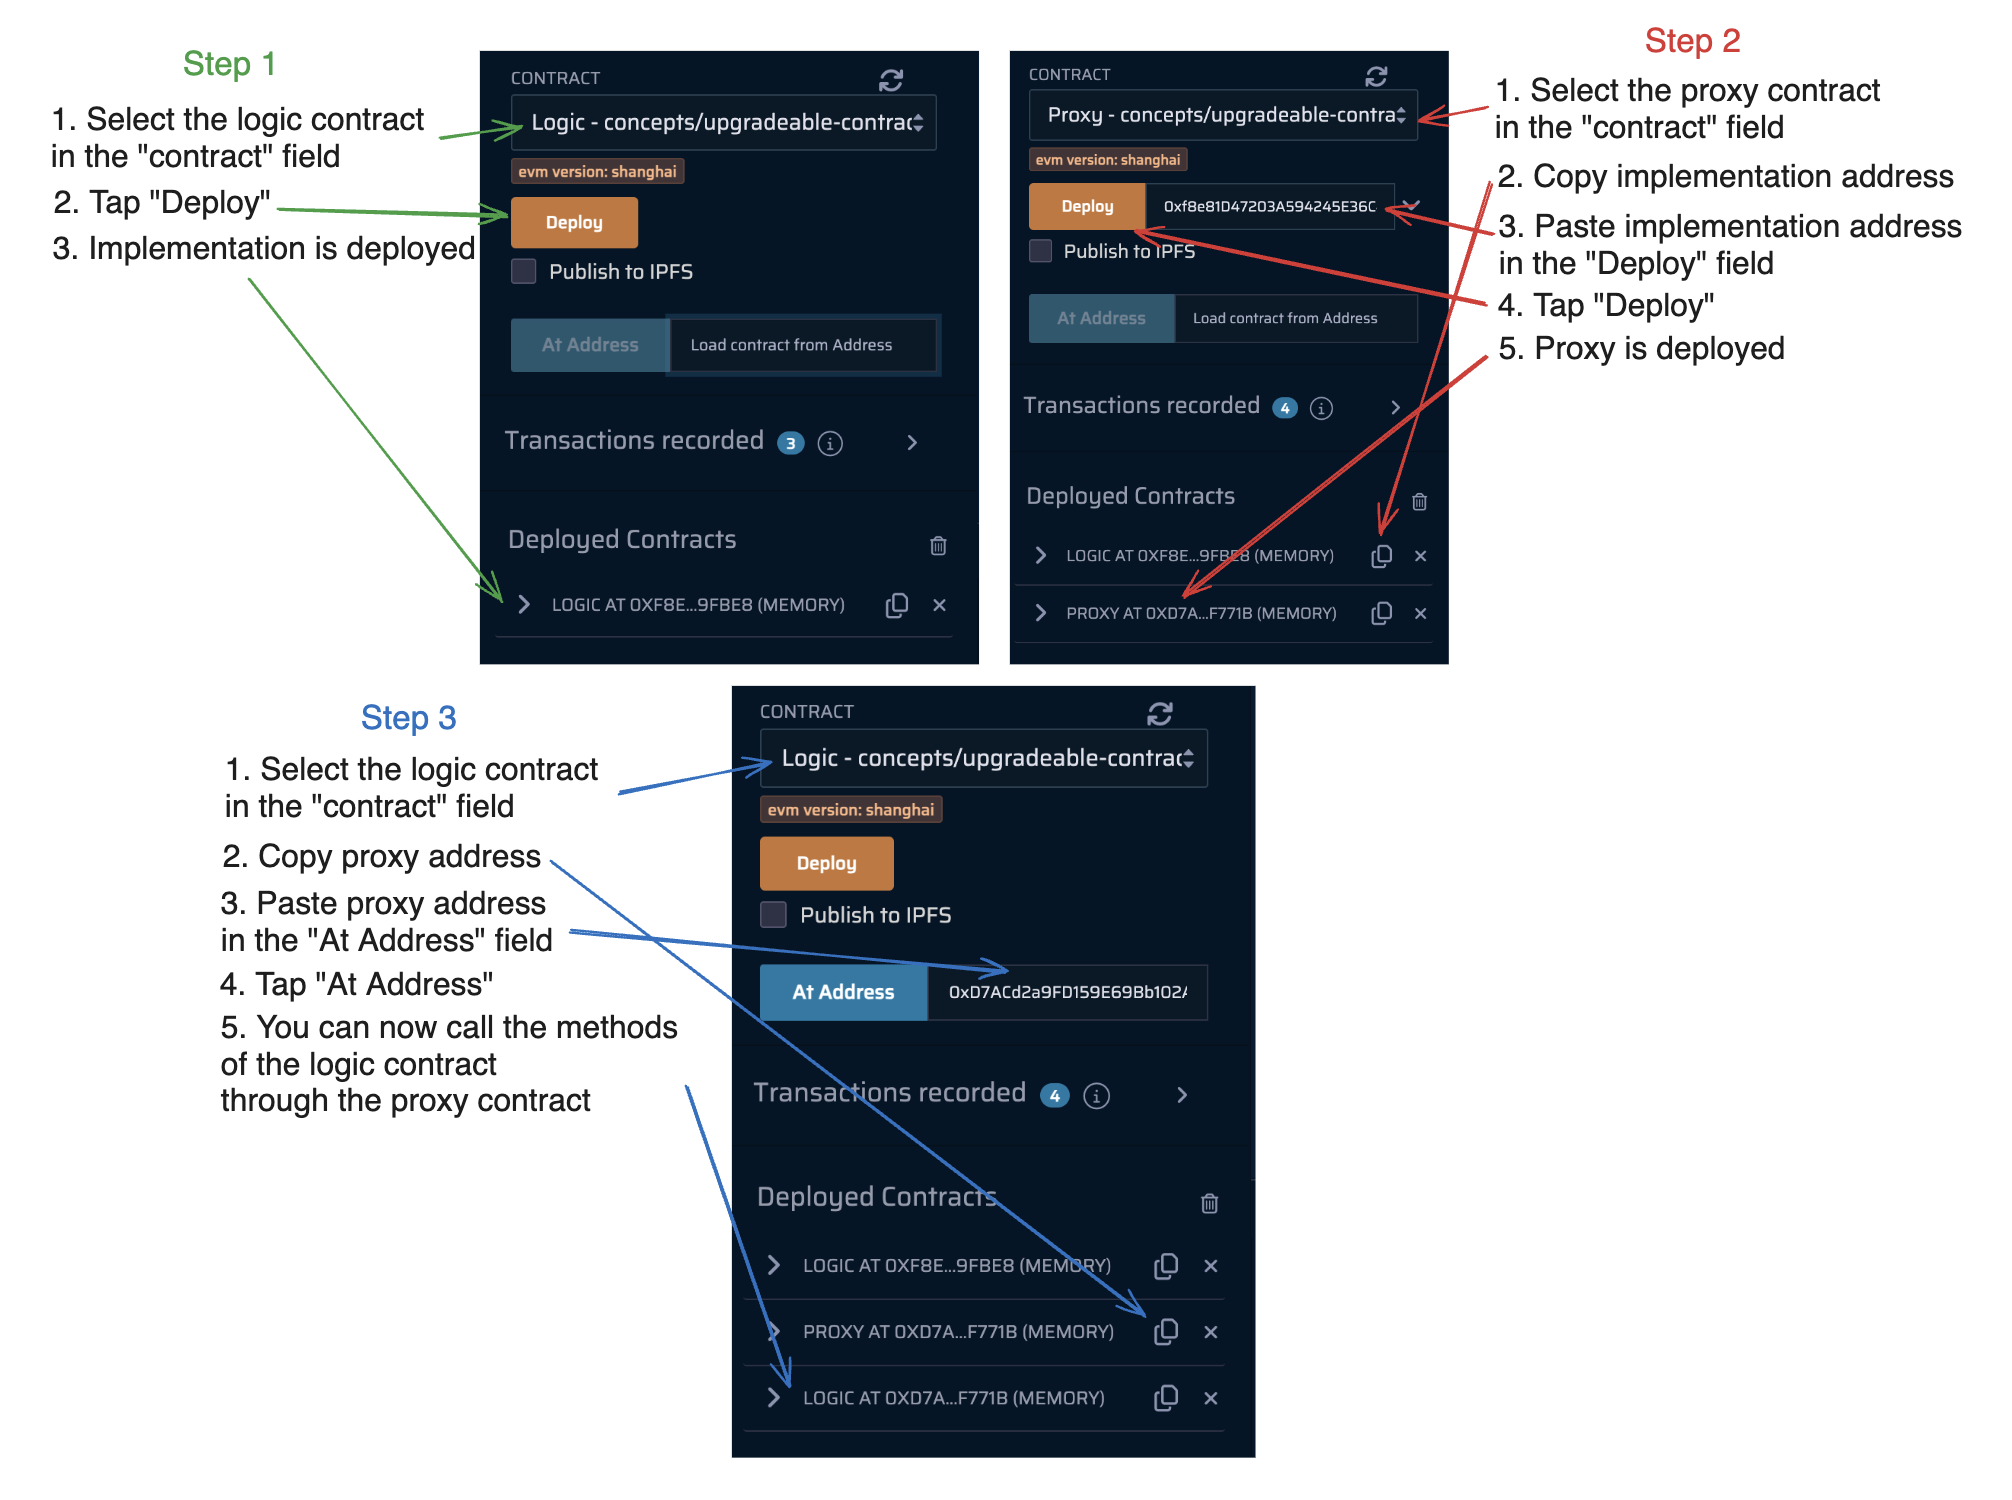 Step 1
1. Select the logic contract
in the "contract" field
2. Tap "Deploy"
3. Implementation is deployed
CONTRACT
Logic - concepts/upgradeable-contrac
evm version: shanghai
Deploy
Publish to IPFS
At Address
Load contract from Address
Transactions recorded 3 i
Deployed Contracts
LOGIC AT 0XF8E...9FBE8 (MEMORY)
CONTRACT
Proxy - concepts/upgradeable-contra
evm version: shanghai
Deploy
0xf8e81D47203A594245E36C
Publish to IPFS
At Address
Load contract from Address
Transactions recorded 4 i
Deployed Contracts
LOGIC AT 0XF8E...9FBE8 (MEMORY)
PROXY AT 0XD7A...F771B (MEMORY)
Step 2
1. Select the proxy contract
in the "contract" field
2. Copy implementation address
3. Paste implementation address
in the "Deploy" field
4. Tap "Deploy"
5. Proxy is deployed
Step 3
1. Select the logic contract
in the "contract" field
2. Copy proxy address
3. Paste proxy address
in the "At Address" field
4. Tap "At Address"
5. You can now call the methods
of the logic contract
through the proxy contract
CONTRACT
Logic - concepts/upgradeable-contrac
evm version: shanghai
Deploy
Publish to IPFS
At Address
0xD7ACd2a9FD159E69Bb102A
Transactions recorded 4 i
Deployed Contracts
LOGIC AT 0XF8E...9FBE8 (MEMORY)
PROXY AT 0XD7A...F771B (MEMORY)
LOGIC AT 0XD7A...F771B (MEMORY)